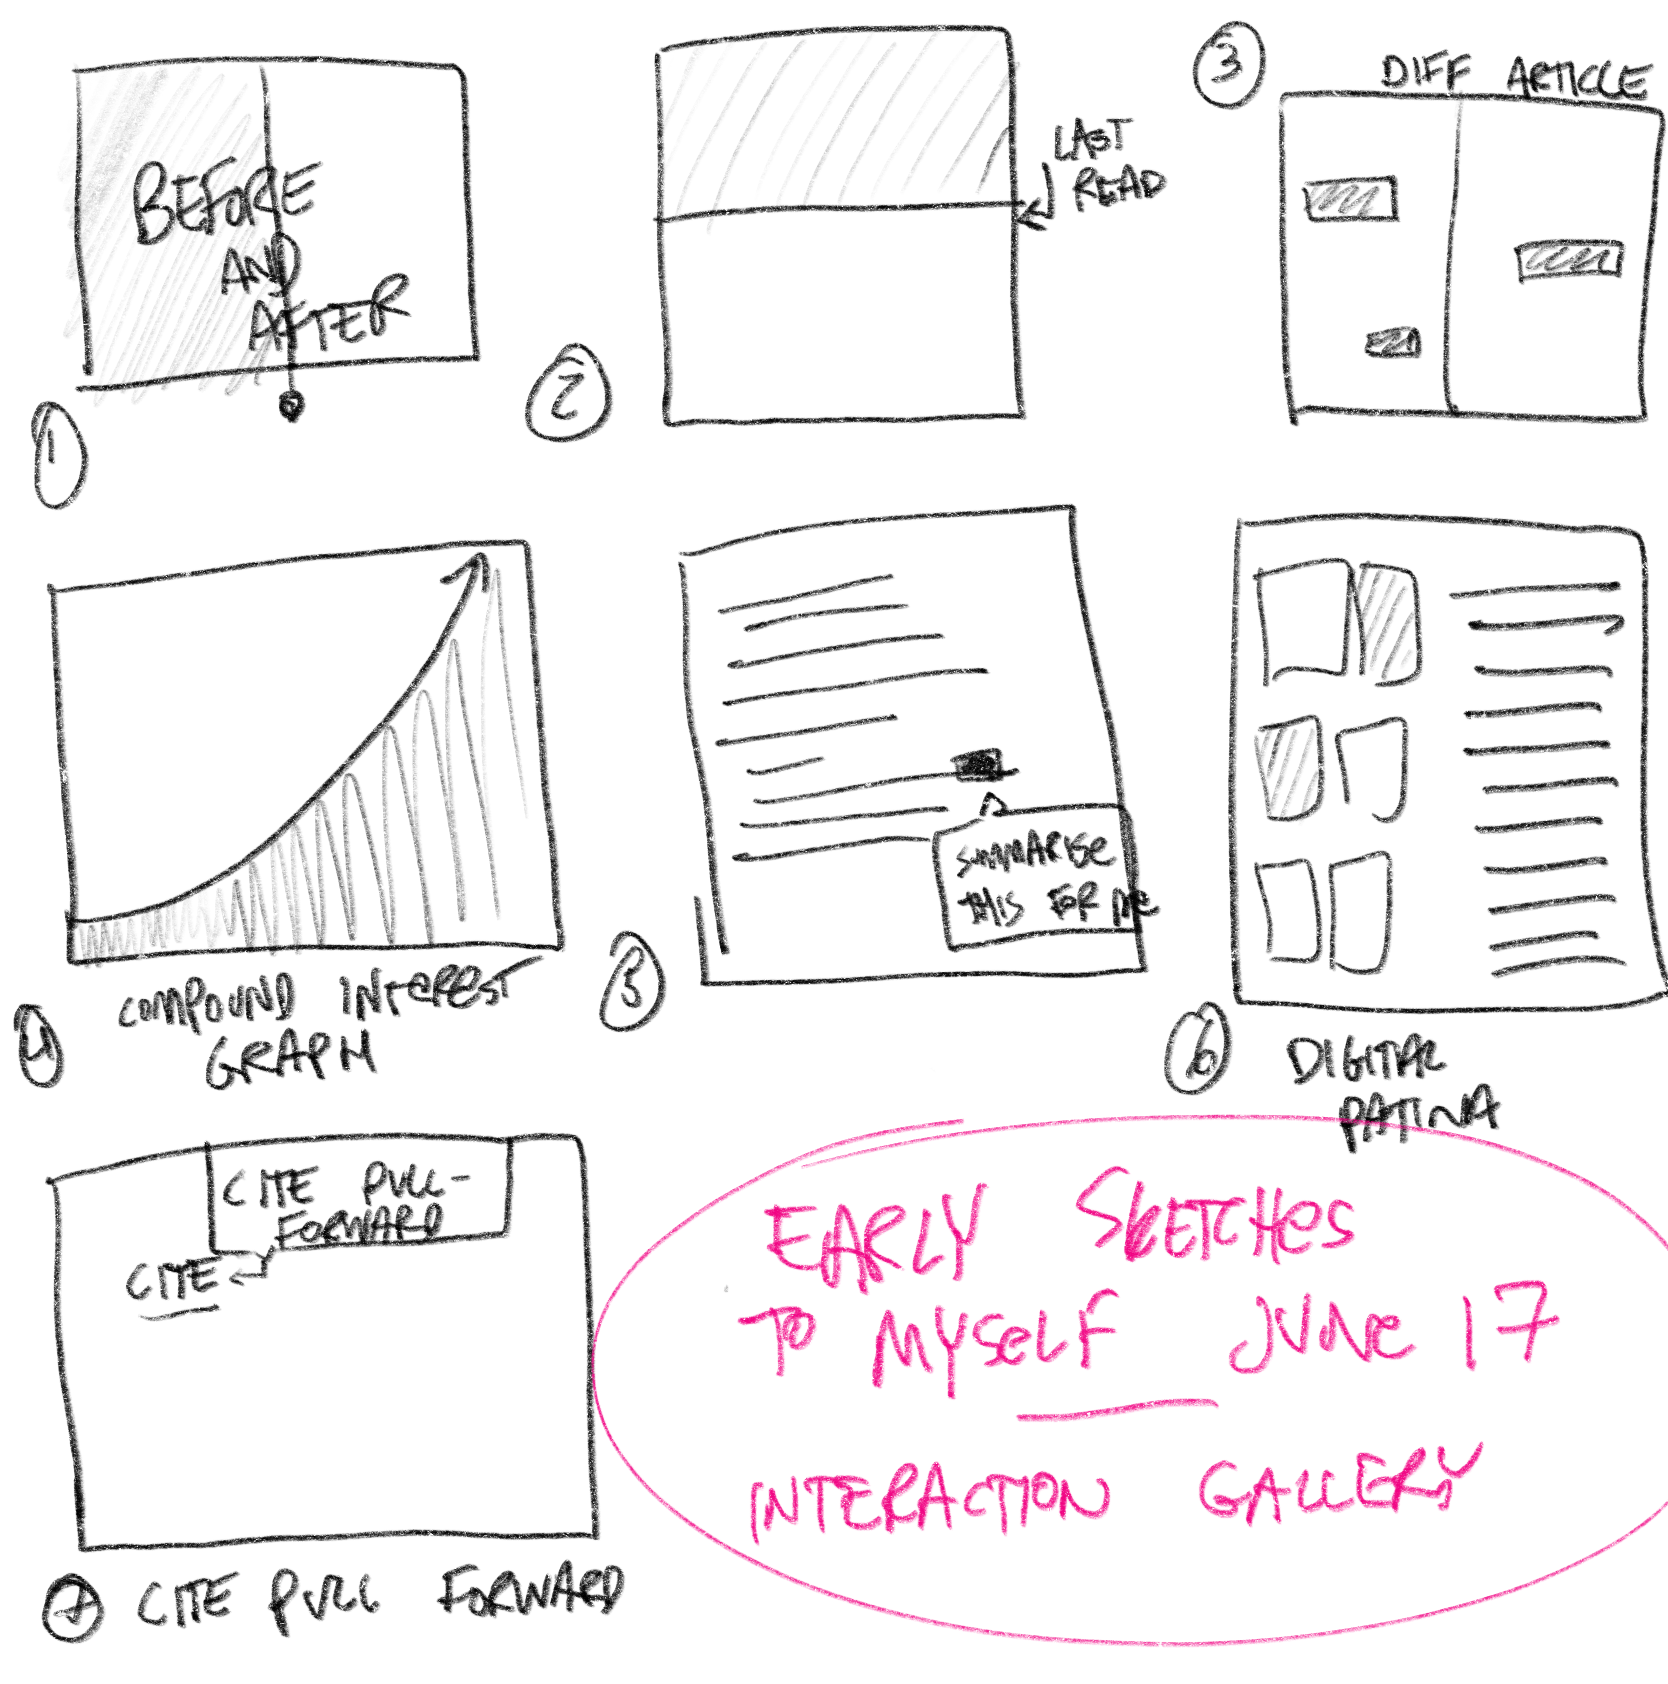 BEFORE
AND
AFTER
1
2
LAST
READ
3
DIFF ARTICLE
4
COMPOUND INTEREST
GRAPH
5
SUMMARISE
THIS FOR ME
6
DIGITAL
PATINA
CITE PULL-
FORWARD
CITE
7 CITE PULL FORWARD
EARLY SKETCHES
TO MYSELF JUNE 17
INTERACTION GALLERY